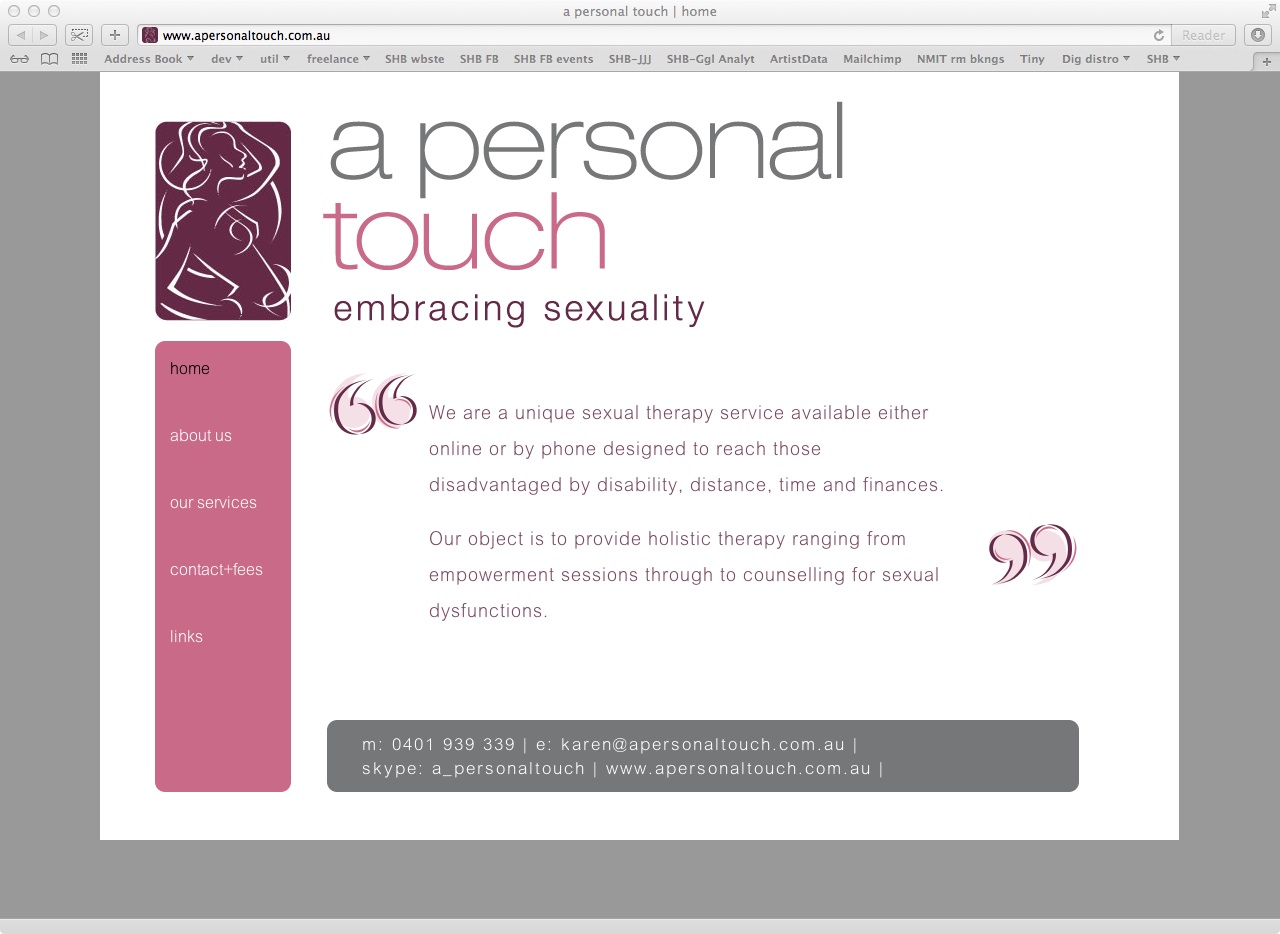 a personal touch | home
www.apersonaltouch.com.au
Reader
Address Book dev util freelance SHB wbste SHB FB SHB FB events SHB-JJJ SHB-Ggl Analyt ArtistData Mailchimp NMIT rm bkngs Tiny Dig distro SHB
a personal
touch
embracing sexuality
home
about us
our services
contact+fees
links
We are a unique sexual therapy service available either
online or by phone designed to reach those
disadvantaged by disability, distance, time and finances.
Our object is to provide holistic therapy ranging from
empowerment sessions through to counselling for sexual
dysfunctions.
m: 0401 939 339 | e: karen@apersonaltouch.com.au |
skype: a_personaltouch | www.apersonaltouch.com.au |